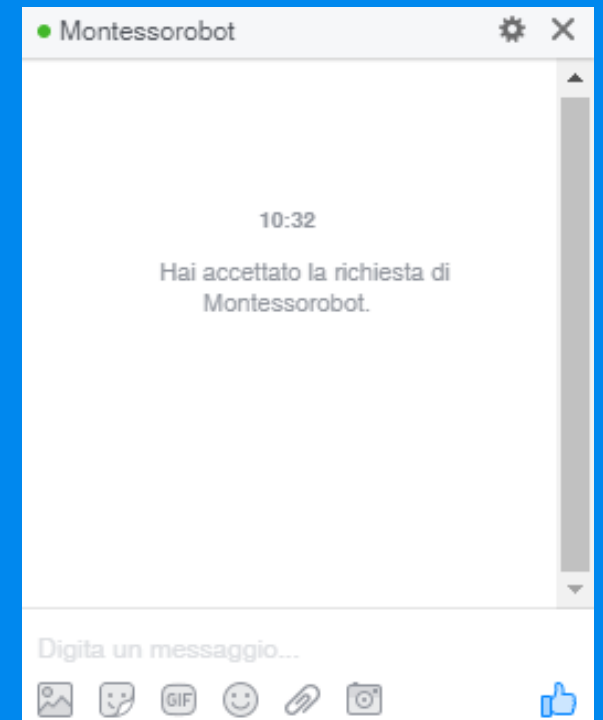 Montessorobot
10:32
Hai accettato la richiesta di
Montessorobot.
Digita un messaggio...
GIF